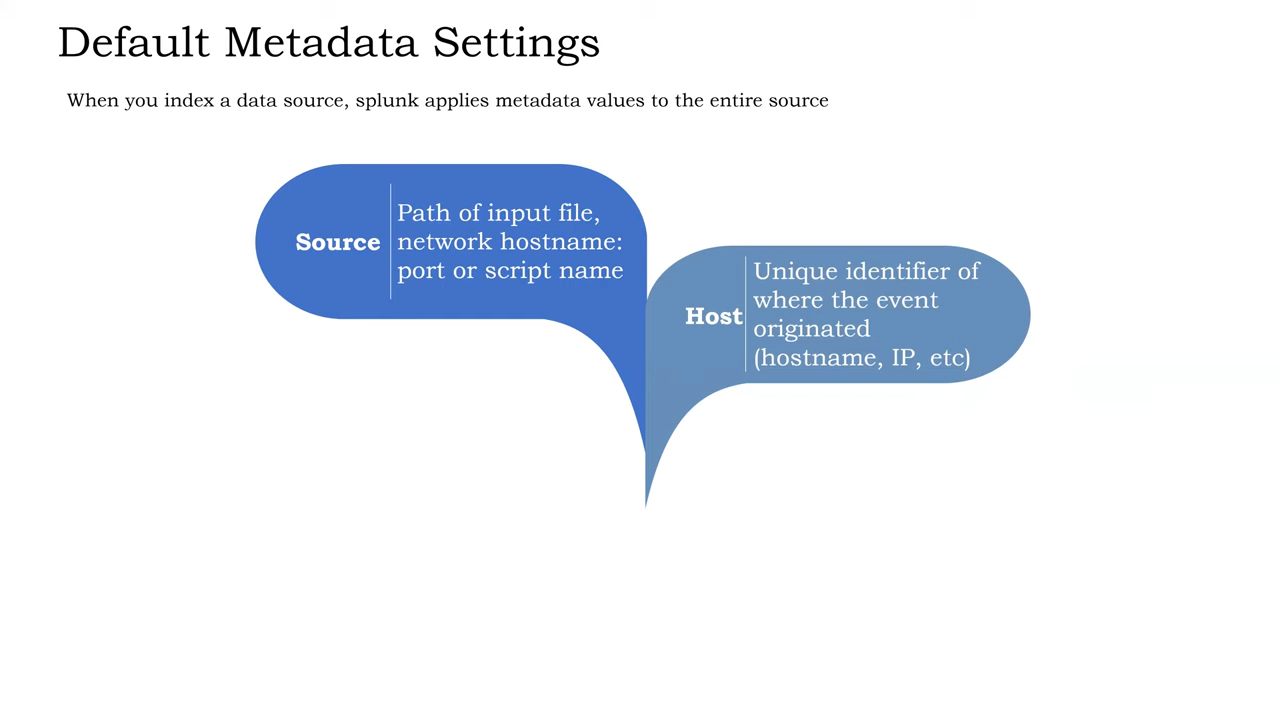 Default Metadata Settings
When you index a data source, splunk applies metadata values to the entire source
Source
Path of input file,
network hostname:
port or script name
Host
Unique identifier of
where the event
originated
(hostname, IP, etc)